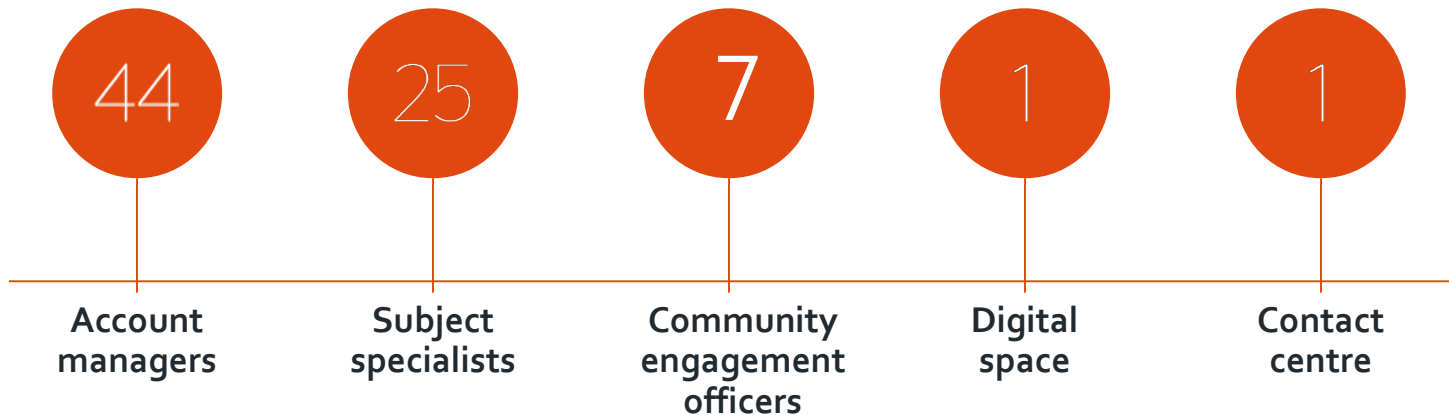 44
25
7
1
1
Account
managers
Subject
specialists
Community
engagement
officers
Digital
space
Contact
centre